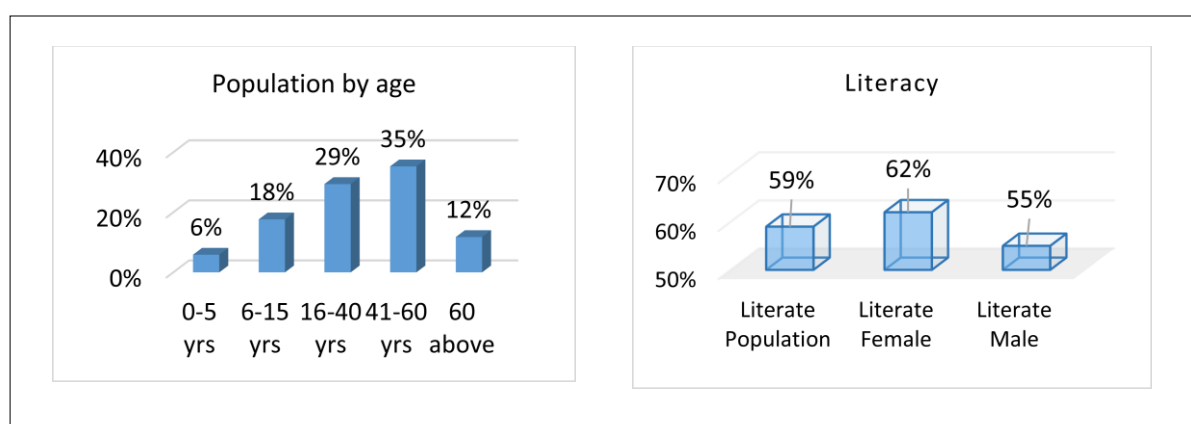 Population by age
40%
20%
0%
6%
18%
29%
35%
12%
0-5 yrs
6-15 yrs
16-40 yrs
41-60 yrs
60 above
Literacy
70%
60%
50%
59%
62%
55%
Literate Population
Literate Female
Literate Male